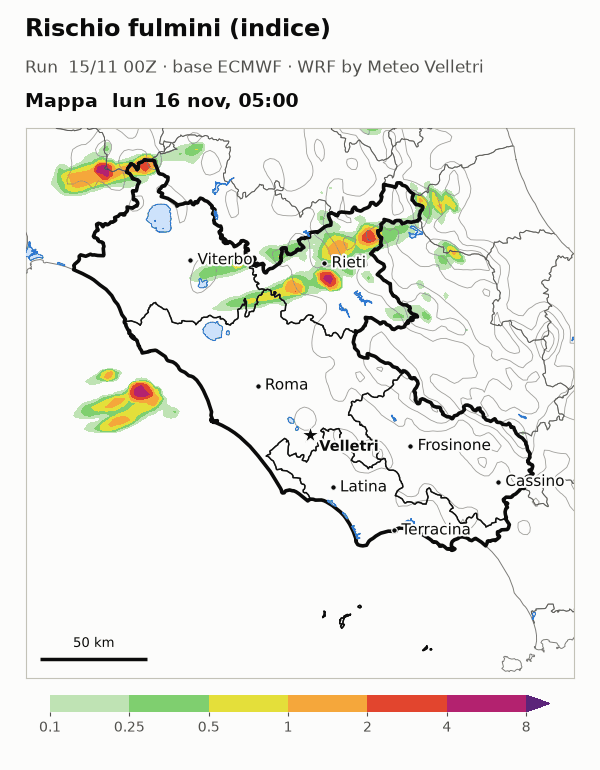 Rischio fulmini (indice)
Run  15/11 00Z · base ECMWF · WRF by Meteo Velletri
Mappa  lun 16 nov, 05:00
Viterbo
Rieti
Roma
Velletri
Frosinone
Latina
Cassino
Terracina
50 km
0.1 0.25 0.5 1 2 4 8